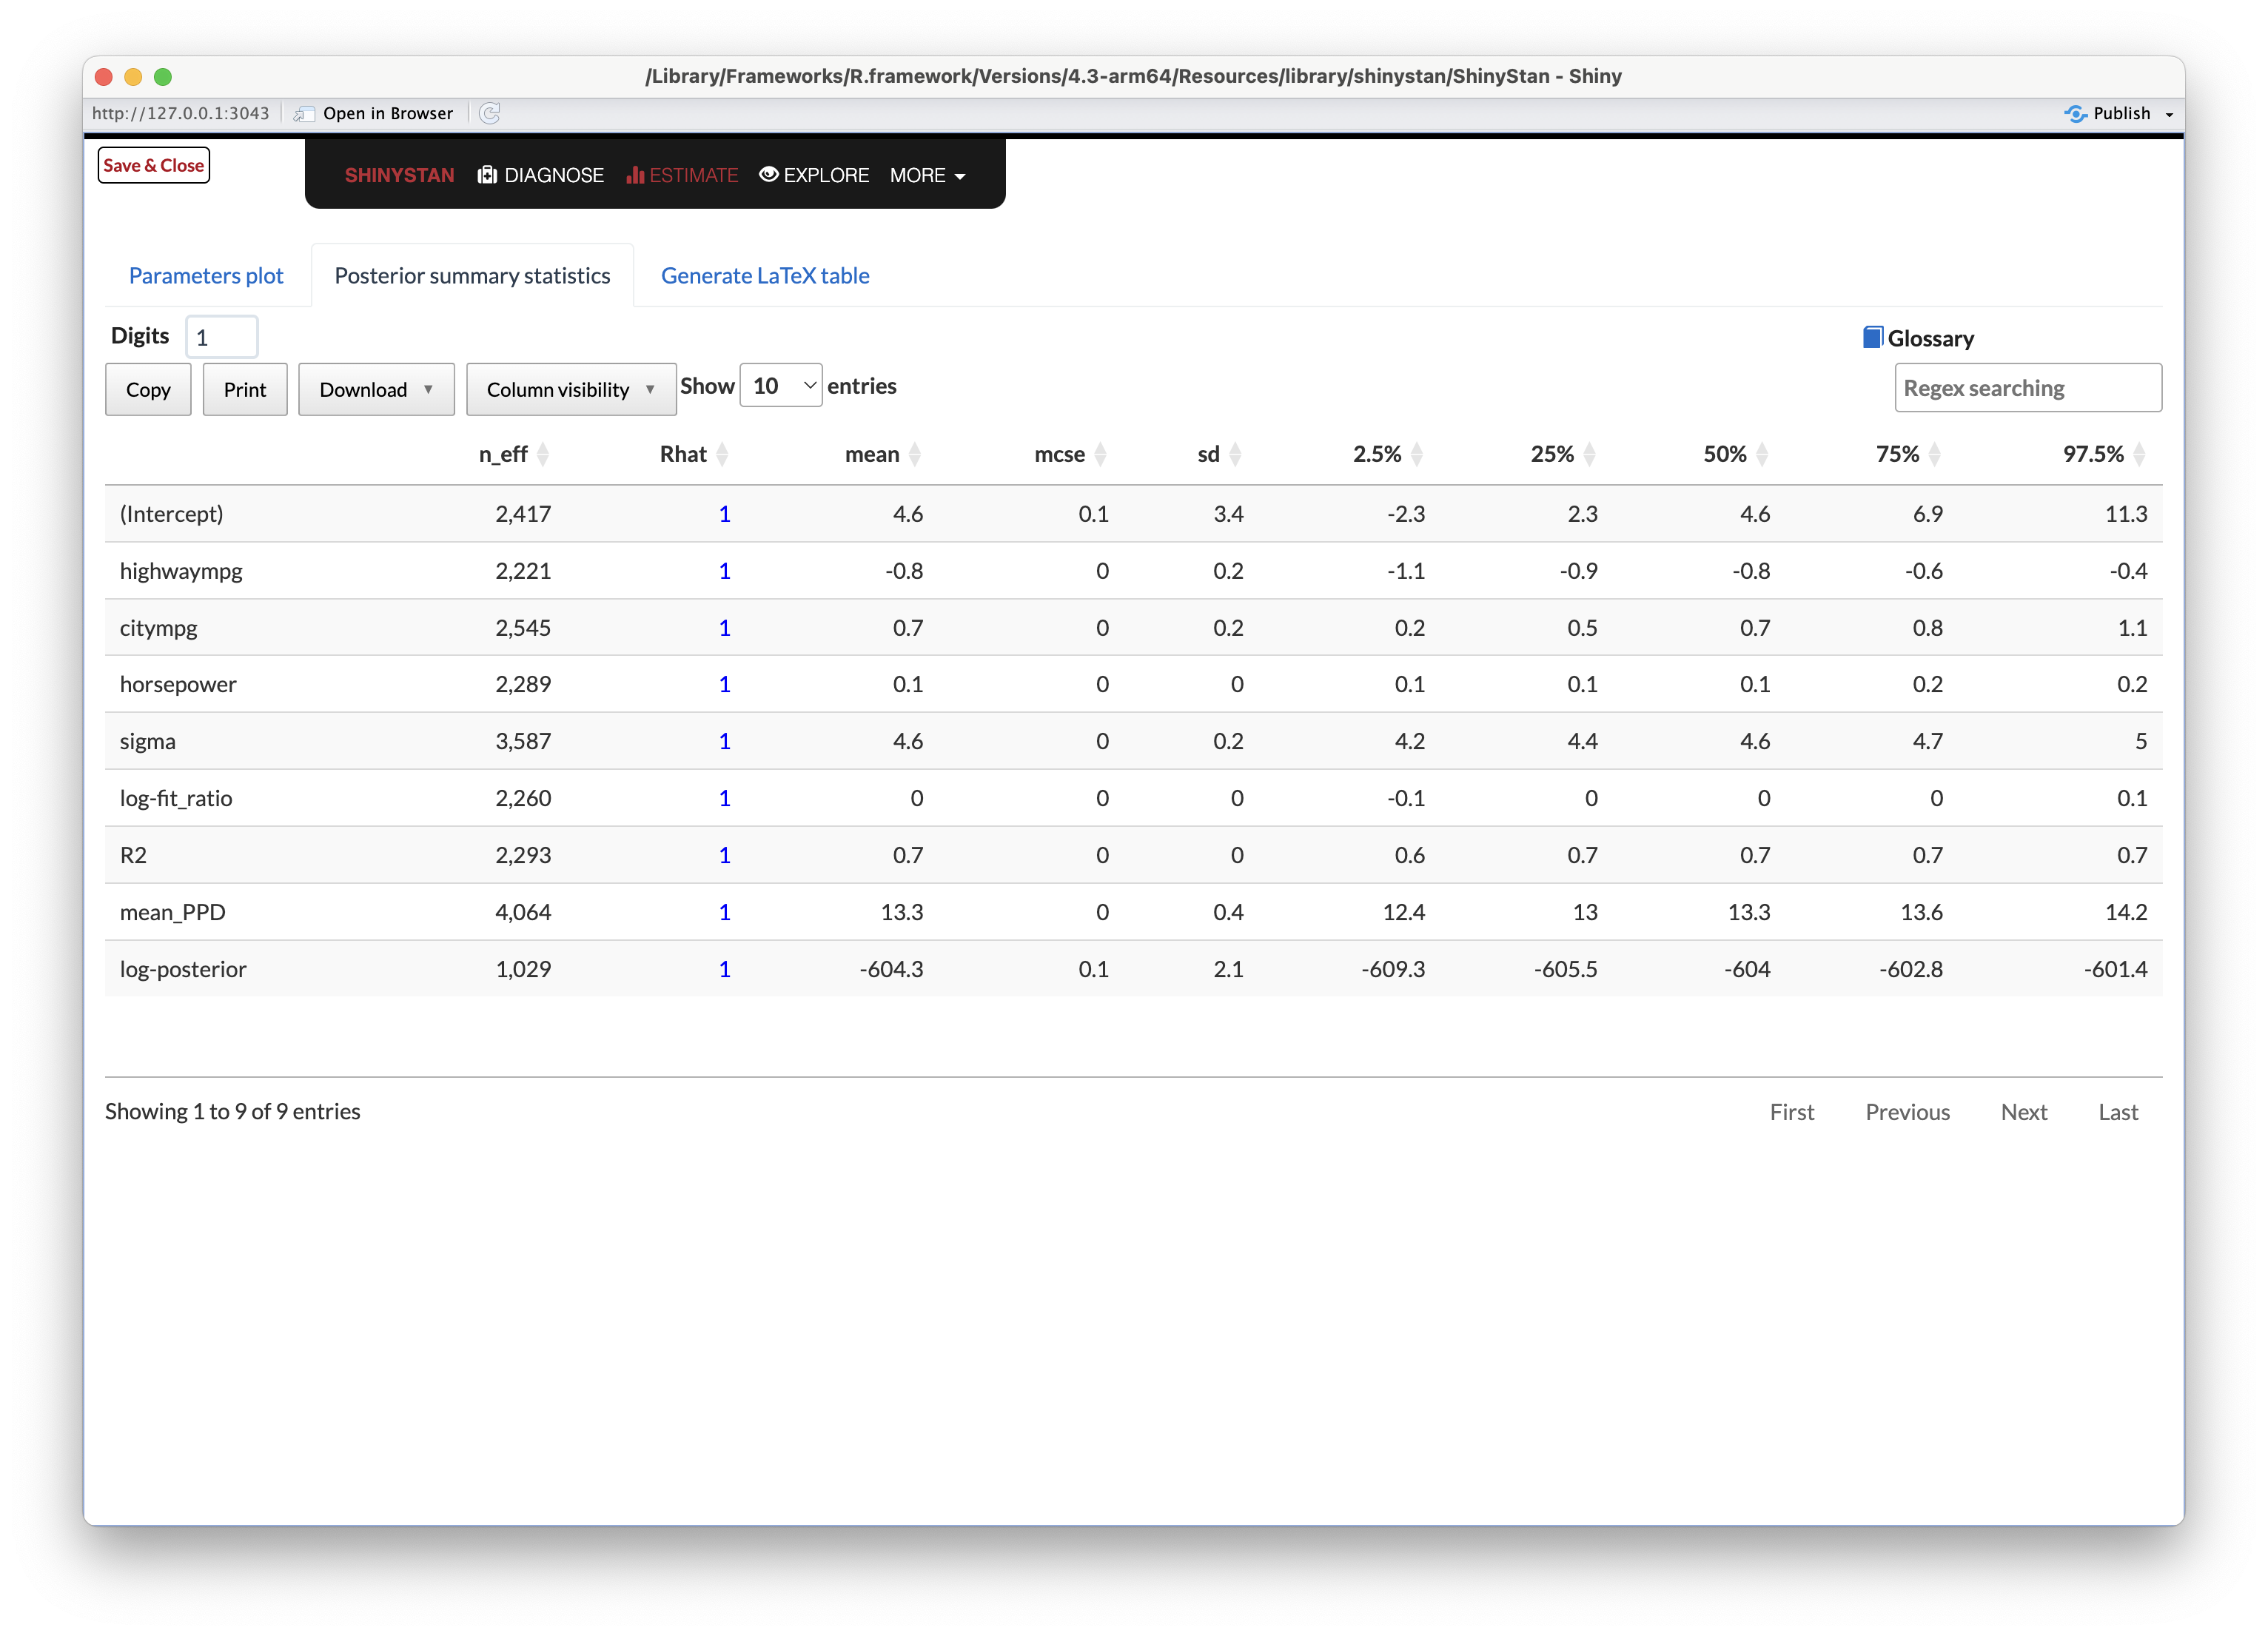 /Library/Frameworks/R.framework/Versions/4.3-arm64/Resources/library/shinystan/ShinyStan - Shiny
http://127.0.0.1:3043 Open in Browser Publish
Save & Close SHINYSTAN DIAGNOSE ESTIMATE EXPLORE MORE
Parameters plot Posterior summary statistics Generate LaTeX table
Digits 1 Glossary
Copy Print Download Column visibility Show 10 entries Regex searching
n_eff Rhat mean mcse sd 2.5% 25% 50% 75% 97.5%
(Intercept) 2,417 1 4.6 0.1 3.4 -2.3 2.3 4.6 6.9 11.3
highwaympg 2,221 1 -0.8 0 0.2 -1.1 -0.9 -0.8 -0.6 -0.4
citympg 2,545 1 0.7 0 0.2 0.2 0.5 0.7 0.8 1.1
horsepower 2,289 1 0.1 0 0 0.1 0.1 0.1 0.2 0.2
sigma 3,587 1 4.6 0 0.2 4.2 4.4 4.6 4.7 5
log-fit_ratio 2,260 1 0 0 0 -0.1 0 0 0 0.1
R2 2,293 1 0.7 0 0 0.6 0.7 0.7 0.7 0.7
mean_PPD 4,064 1 13.3 0 0.4 12.4 13 13.3 13.6 14.2
log-posterior 1,029 1 -604.3 0.1 2.1 -609.3 -605.5 -604 -602.8 -601.4
Showing 1 to 9 of 9 entries First Previous Next Last